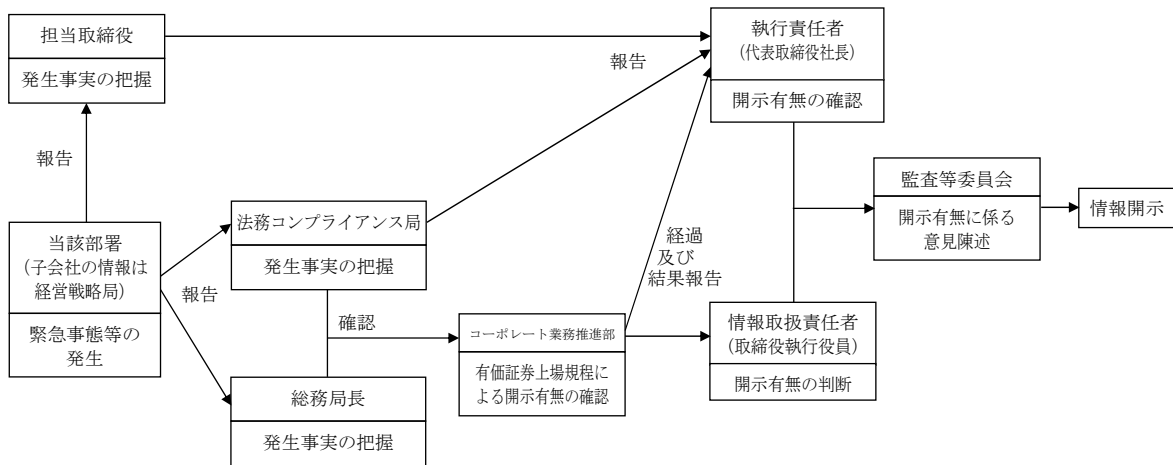 担当取締役
発生事実の把握
報告
当該部署
（子会社の情報は
経営戦略局）
緊急事態等の
発生
報告
法務コンプライアンス局
発生事実の把握
確認
総務局長
発生事実の把握
コーポレート業務推進部
有価証券上場規程に
よる開示有無の確認
報告
経過
及び
結果報告
執行責任者
（代表取締役社長）
開示有無の確認
情報取扱責任者
（取締役執行役員）
開示有無の判断
監査等委員会
開示有無に係る
意見陳述
情報開示